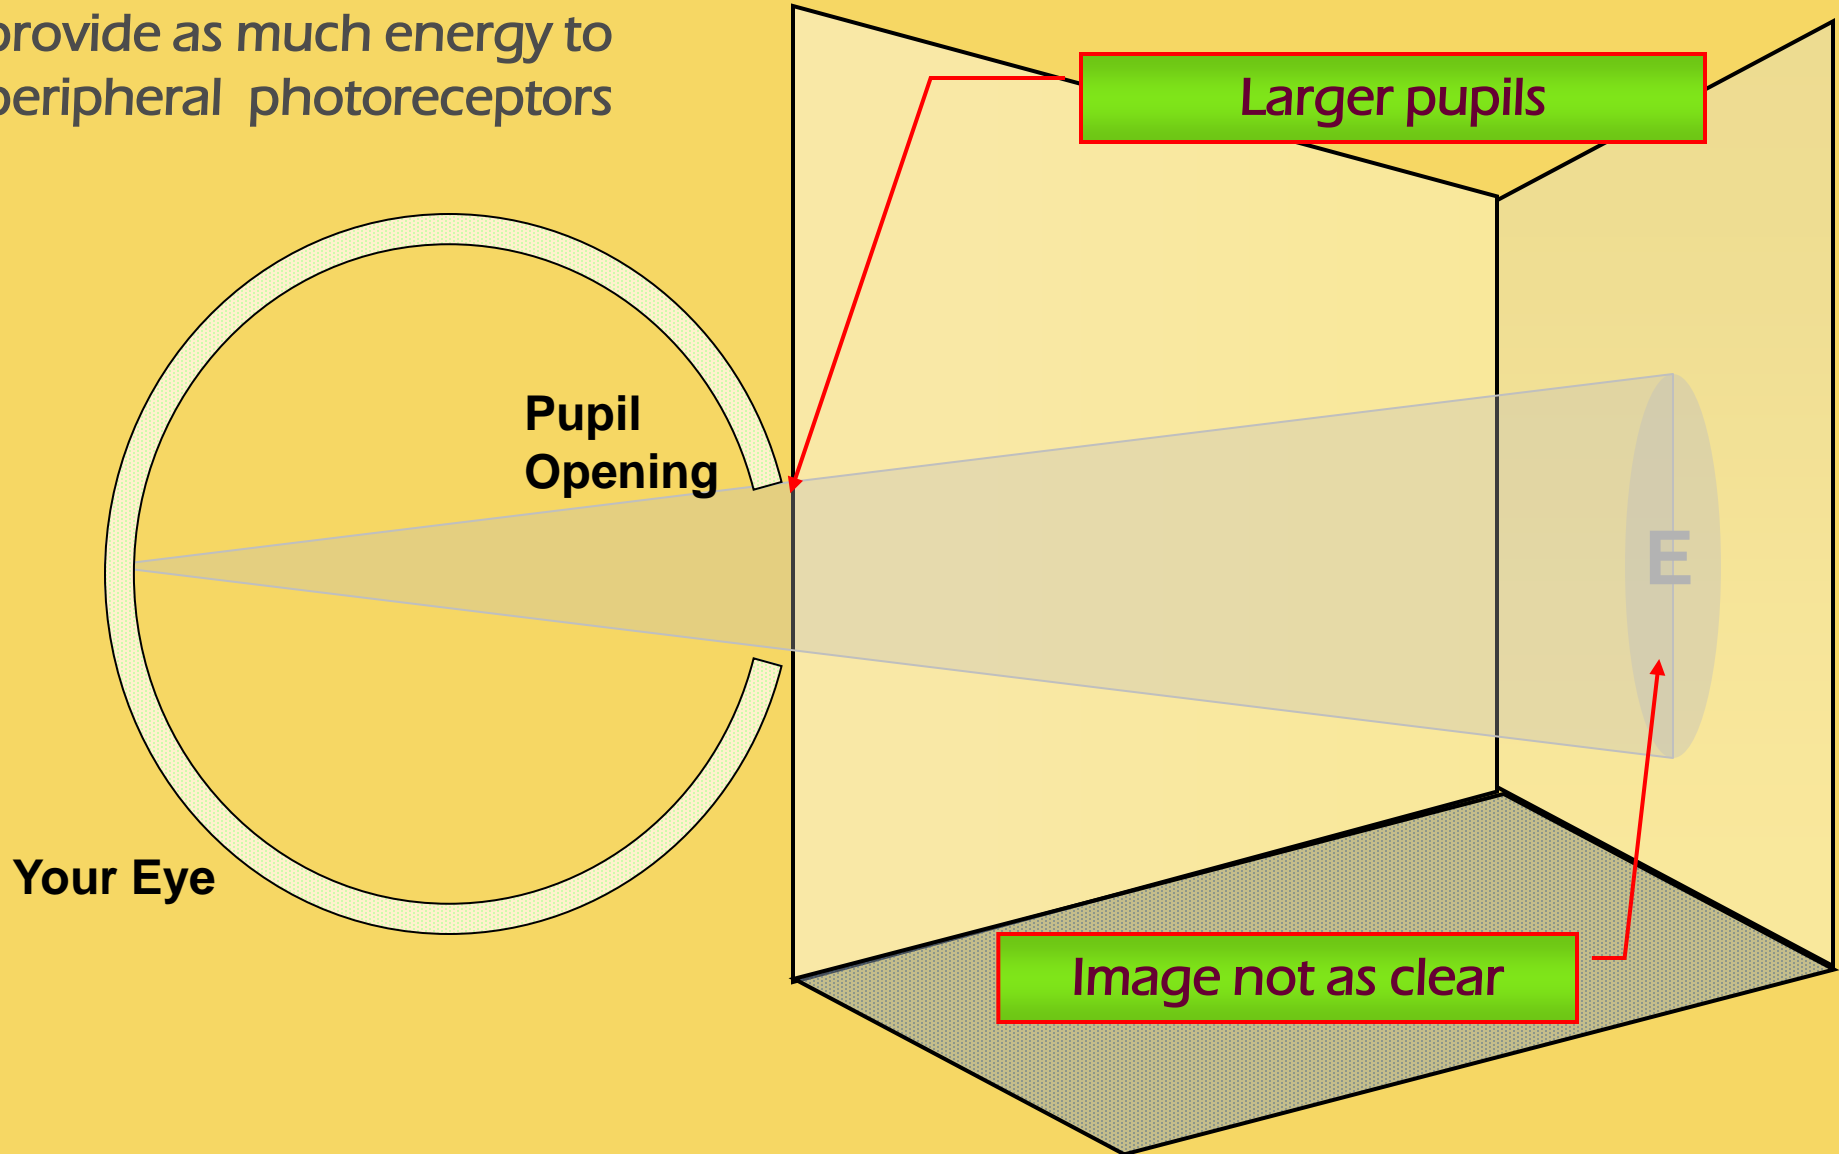 provide as much energy to
peripheral photoreceptors
Larger pupils
Pupil
Opening
E
Your Eye
Image not as clear